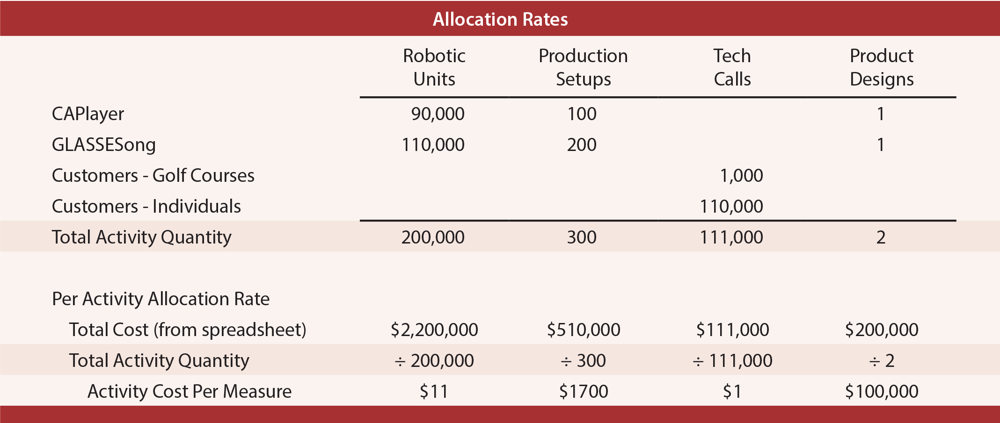 Allocation Rates
Robotic Units Production Setups Tech Calls Product Designs
CAPlayer 90,000 100 1
GLASSESong 110,000 200 1
Customers - Golf Courses 1,000
Customers - Individuals 110,000
Total Activity Quantity 200,000 300 111,000 2
Per Activity Allocation Rate
Total Cost (from spreadsheet) $2,200,000 $510,000 $111,000 $200,000
Total Activity Quantity ÷ 200,000 ÷ 300 ÷ 111,000 ÷ 2
Activity Cost Per Measure $11 $1700 $1 $100,000